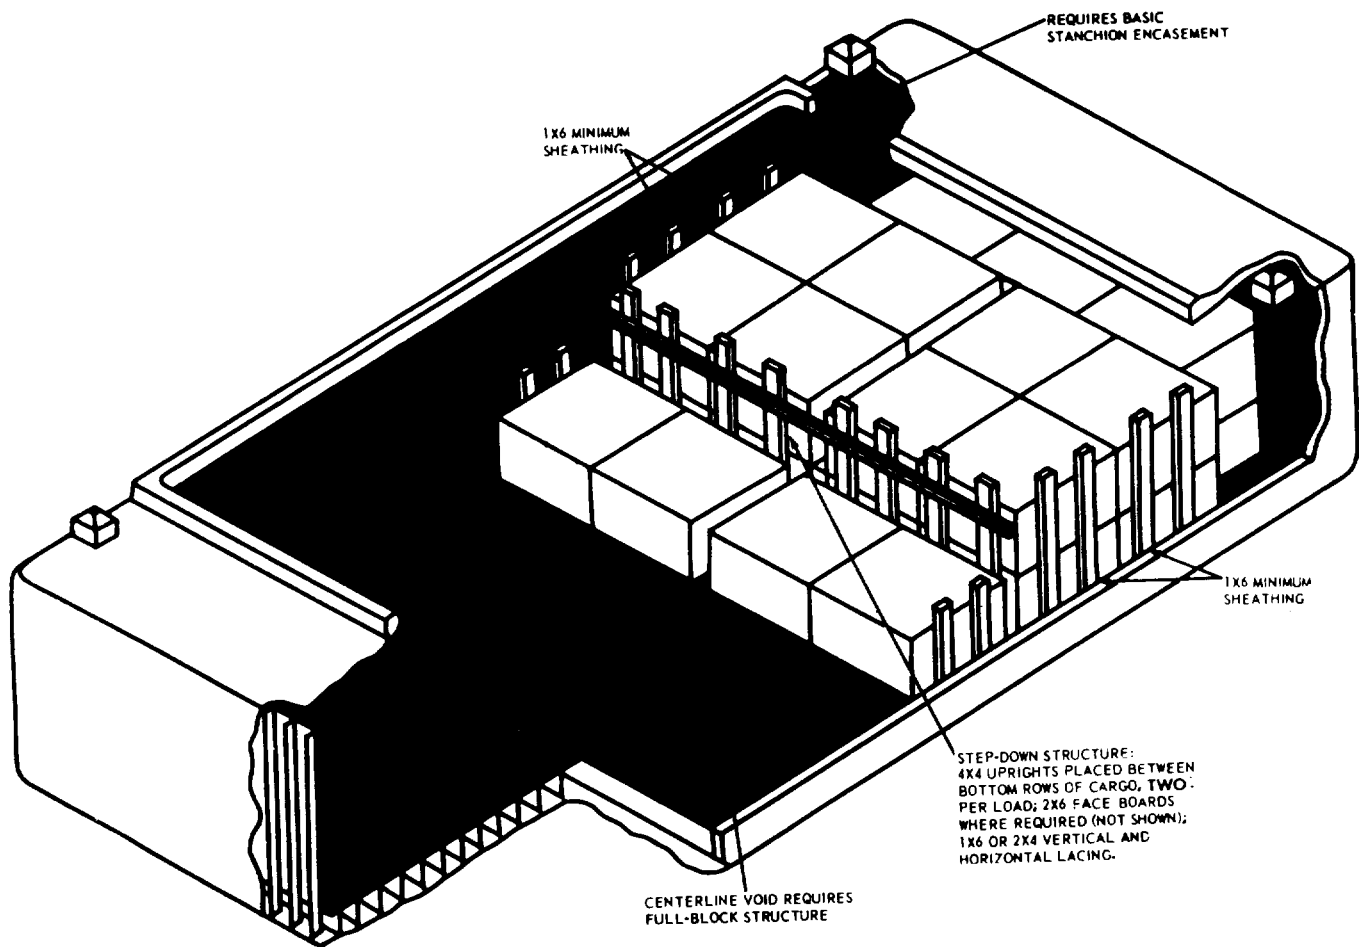 REQUIRES BASIC
STANCHION ENCASEMENT
1X6 MINIMUM
SHEATHING
1X6 MINIMUM
SHEATHING
STEP-DOWN STRUCTURE:
4X4 UPRIGHTS PLACED BETWEEN
BOTTOM ROWS OF CARGO, TWO
PER LOAD; 2X6 FACE BOARDS
WHERE REQUIRED (NOT SHOWN);
1X6 OR 2X4 VERTICAL AND
HORIZONTAL LACING.
CENTERLINE VOID REQUIRES
FULL-BLOCK STRUCTURE